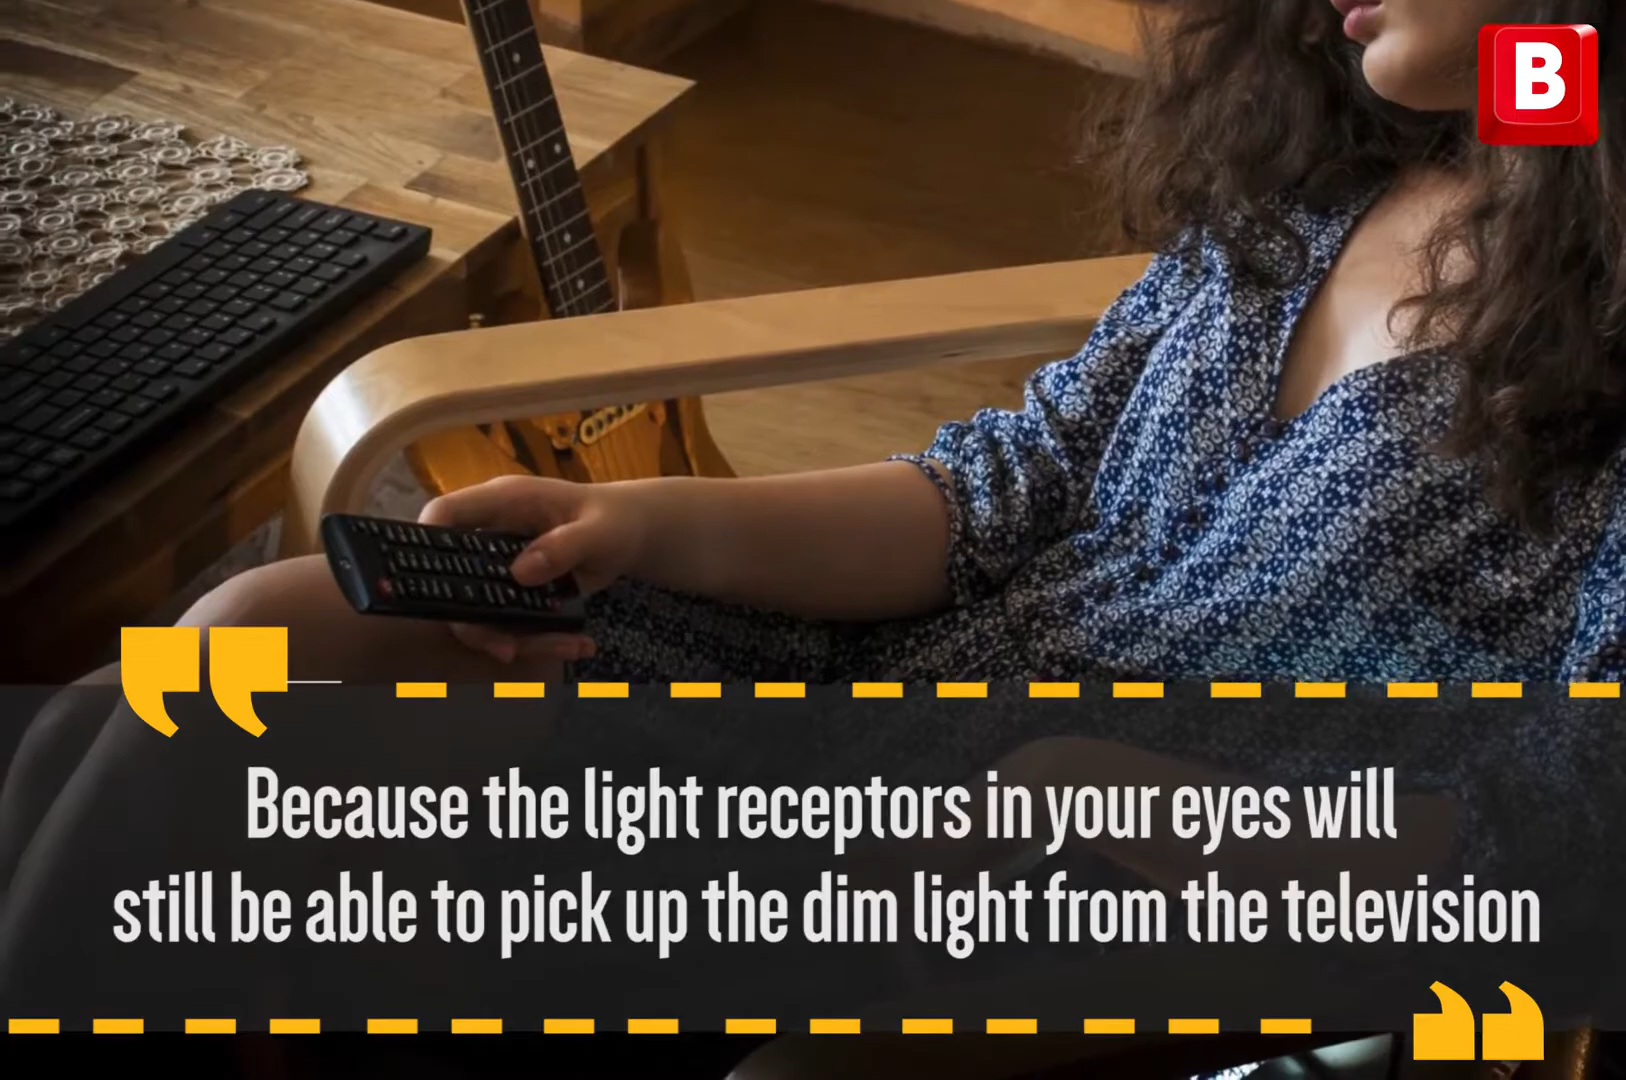 B
Because the light receptors in your eyes will
still be able to pick up the dim light from the television